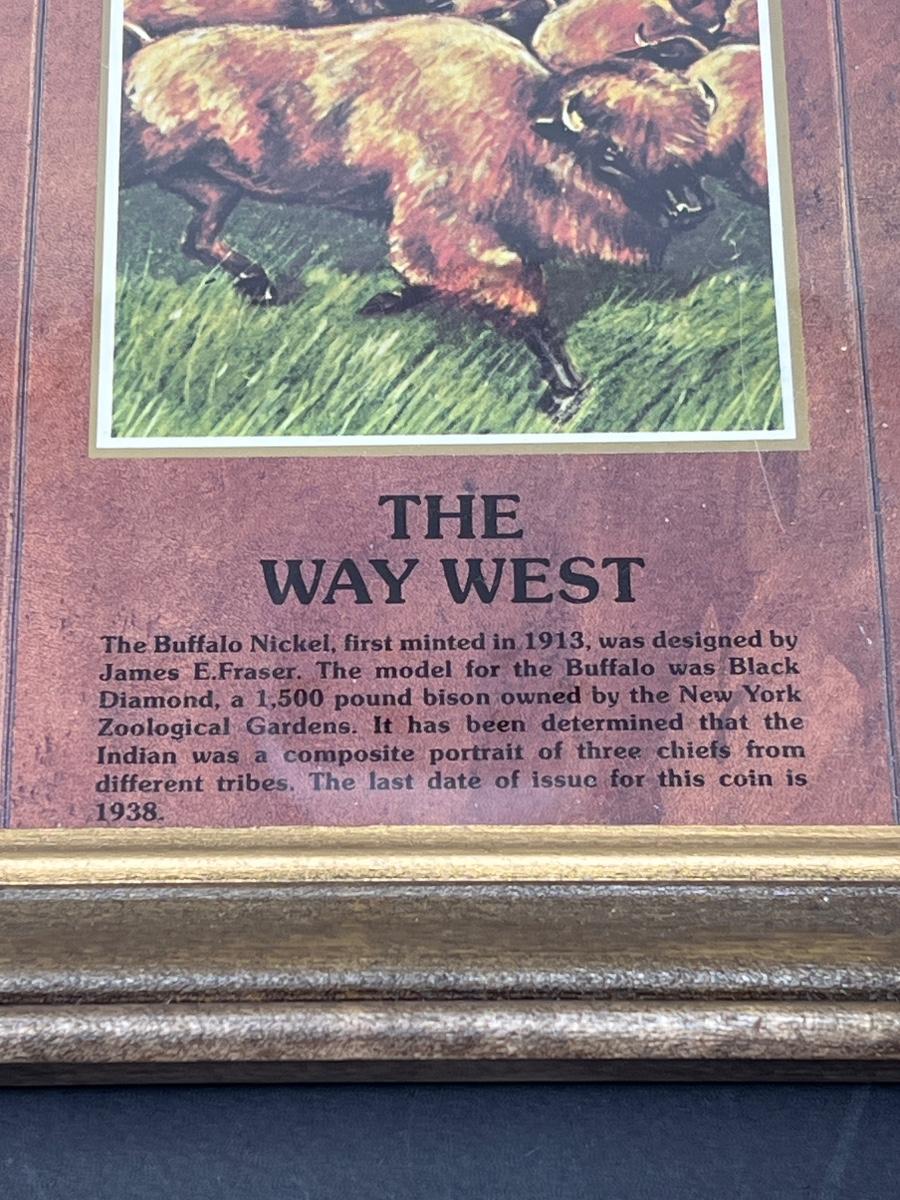 THE
WAY WEST
The Buffalo Nickel, first minted in 1913, was designed by
James E.Fraser. The model for the Buffalo was Black
Diamond, a 1,500 pound bison owned by the New York
Zoological Gardens. It has been determined that the
Indian was a composite portrait of three chiefs from
different tribes. The last date of issue for this coin is
1938.